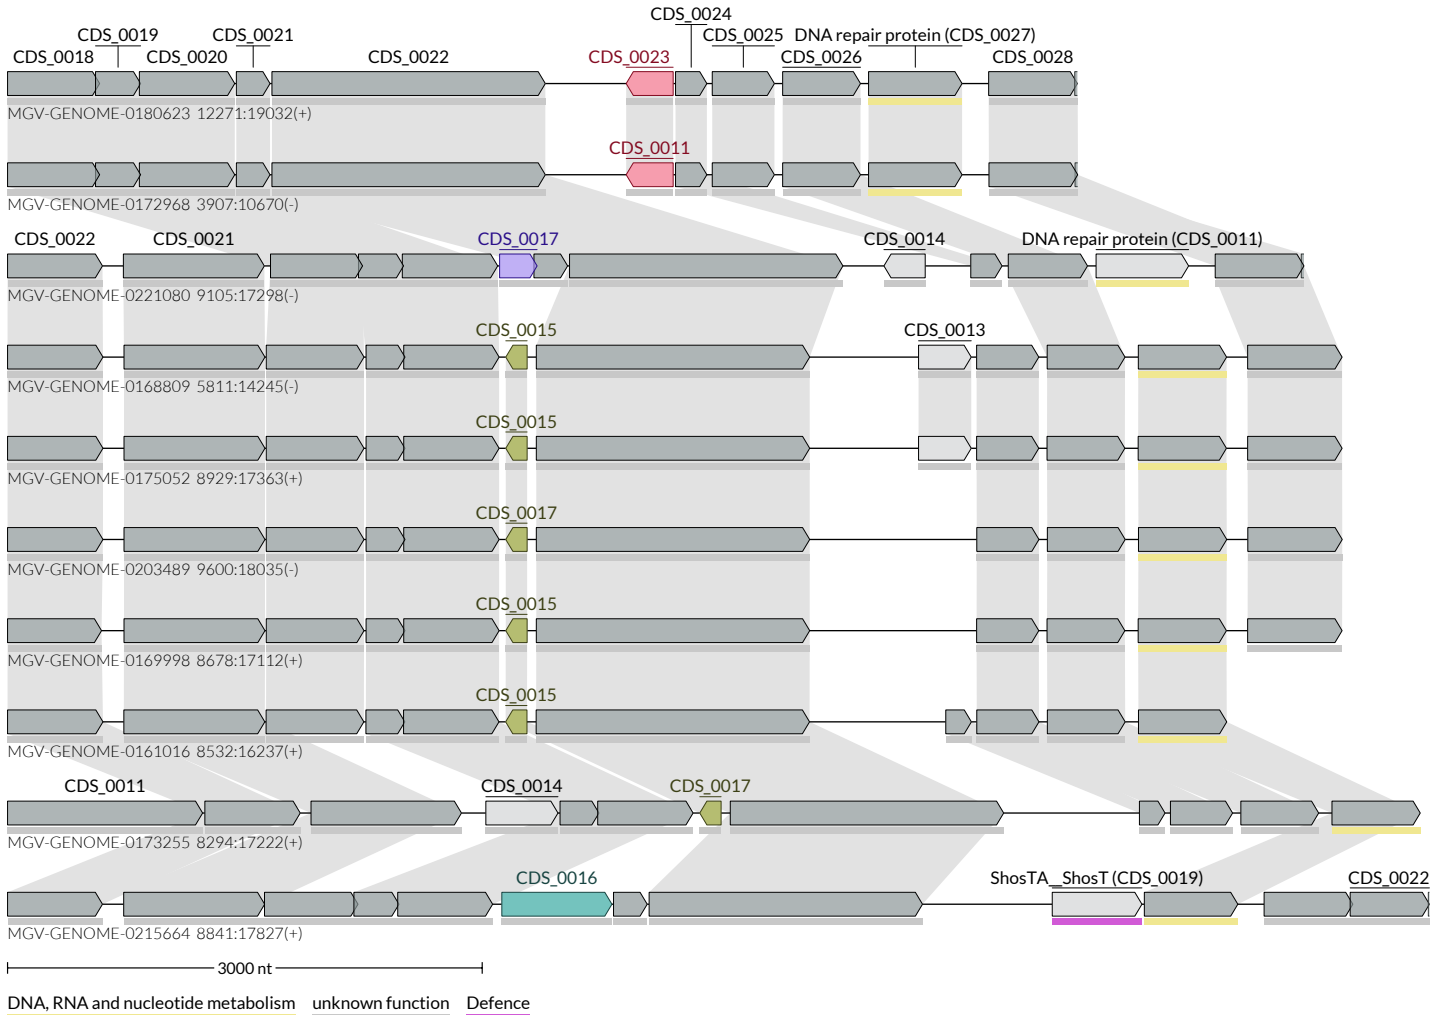 CDS_0024
CDS_0019 CDS_0021 CDS_0025 DNA repair protein (CDS_0027)
CDS_0018 CDS_0020 CDS_0022 CDS_0023 CDS_0026 CDS_0028
MGV-GENOME-0180623 12271:19032(+)
CDS_0011
MGV-GENOME-0172968 3907:10670(-)
CDS_0022 CDS_0021 CDS_0017 CDS_0014 DNA repair protein (CDS_0011)
MGV-GENOME-0221080 9105:17298(-)
CDS_0015 CDS_0013
MGV-GENOME-0168809 5811:14245(-)
CDS_0015
MGV-GENOME-0175052 8929:17363(+)
CDS_0017
MGV-GENOME-0203489 9600:18035(-)
CDS_0015
MGV-GENOME-0169998 8678:17112(+)
CDS_0015
MGV-GENOME-0161016 8532:16237(+)
CDS_0011 CDS_0014 CDS_0017
MGV-GENOME-0173255 8294:17222(+)
CDS_0016 ShosTA__ShosT (CDS_0019) CDS_0022
MGV-GENOME-0215664 8841:17827(+)
3000 nt
DNA, RNA and nucleotide metabolism unknown function Defence